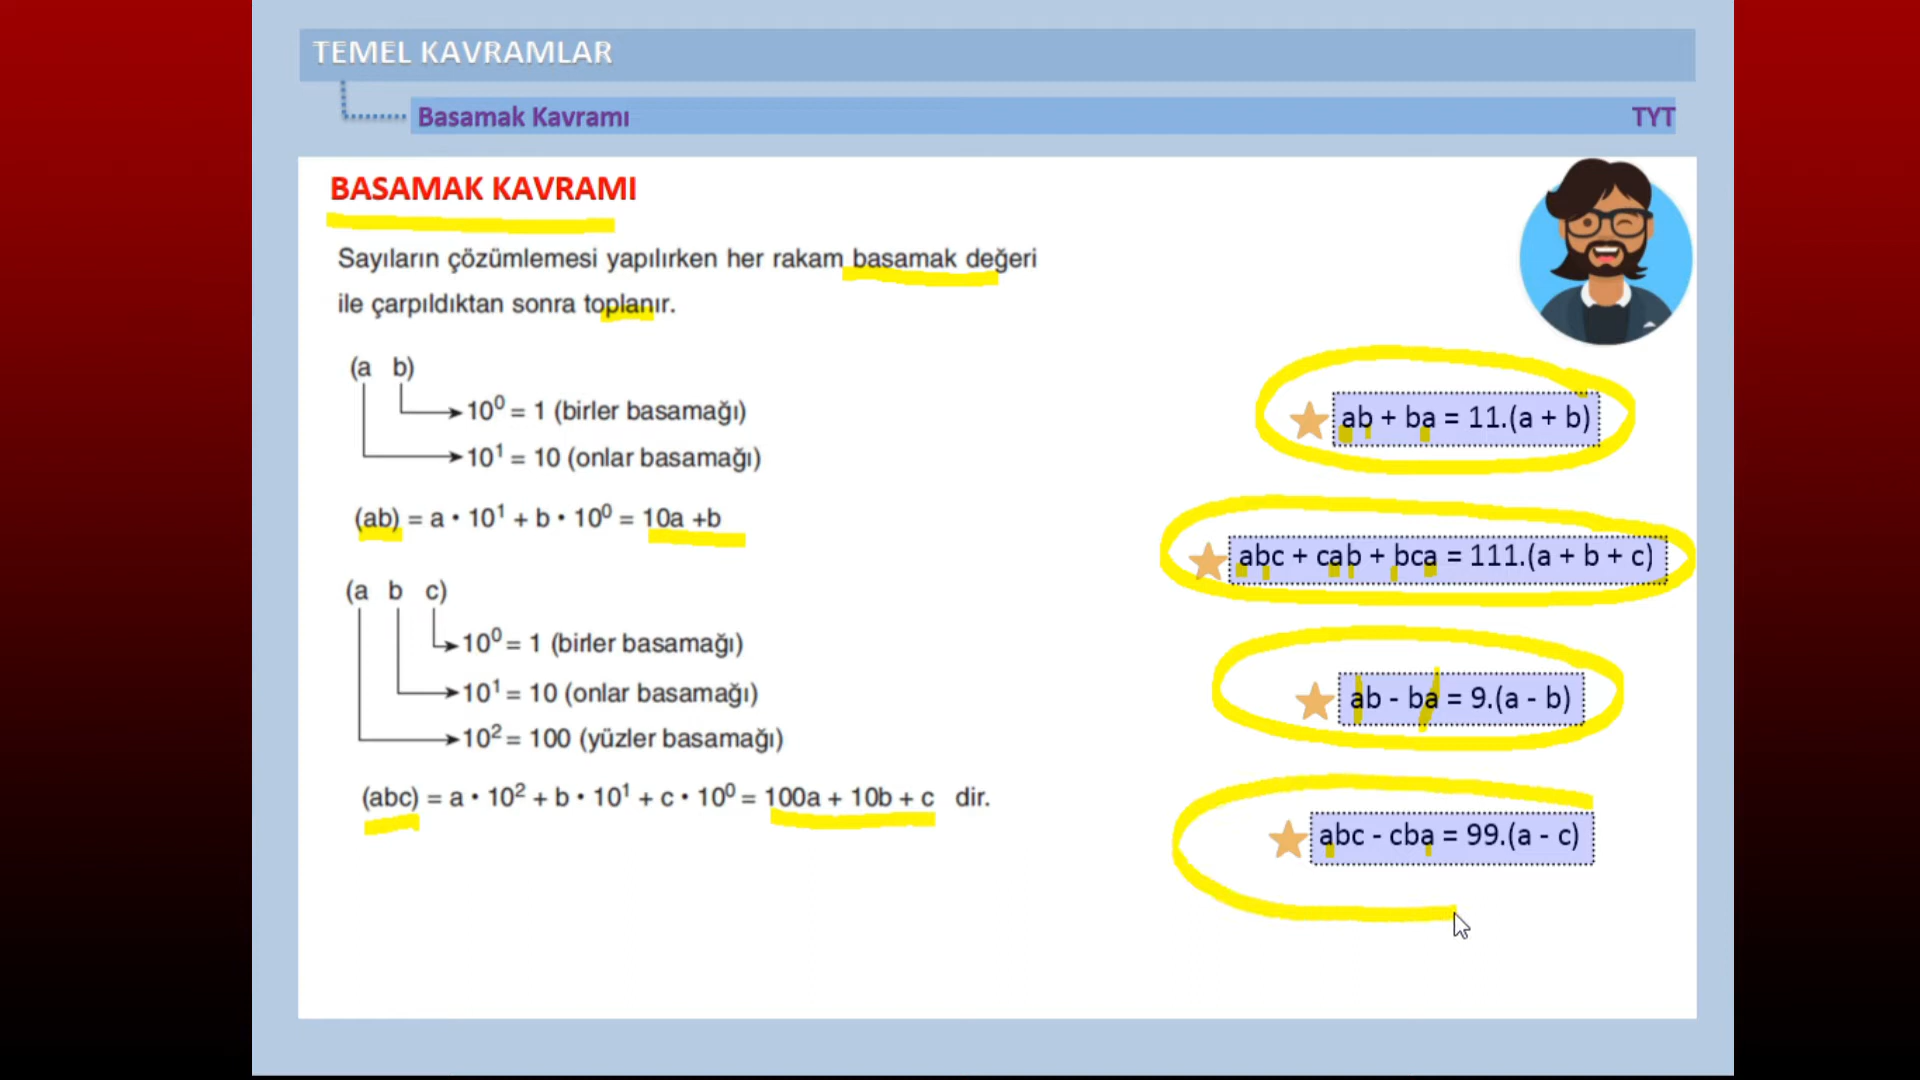 TEMEL KAVRAMLAR
Basamak Kavramı
TYT
BASAMAK KAVRAMI
Sayıların çözümlemesi yapılırken her rakam basamak değeri
ile çarpıldıktan sonra toplanır.
(a b)
10⁰ = 1 (birler basamağı)
10¹ = 10 (onlar basamağı)
(ab) = a · 10¹ + b · 10⁰ = 10a +b
(a b c)
10⁰ = 1 (birler basamağı)
10¹ = 10 (onlar basamağı)
10² = 100 (yüzler basamağı)
(abc) = a · 10² + b · 10¹ + c · 10⁰ = 100a + 10b + c dir.
ab + ba = 11.(a + b)
abc + cab + bca = 111.(a + b + c)
ab - ba = 9.(a - b)
abc - cba = 99.(a - c)